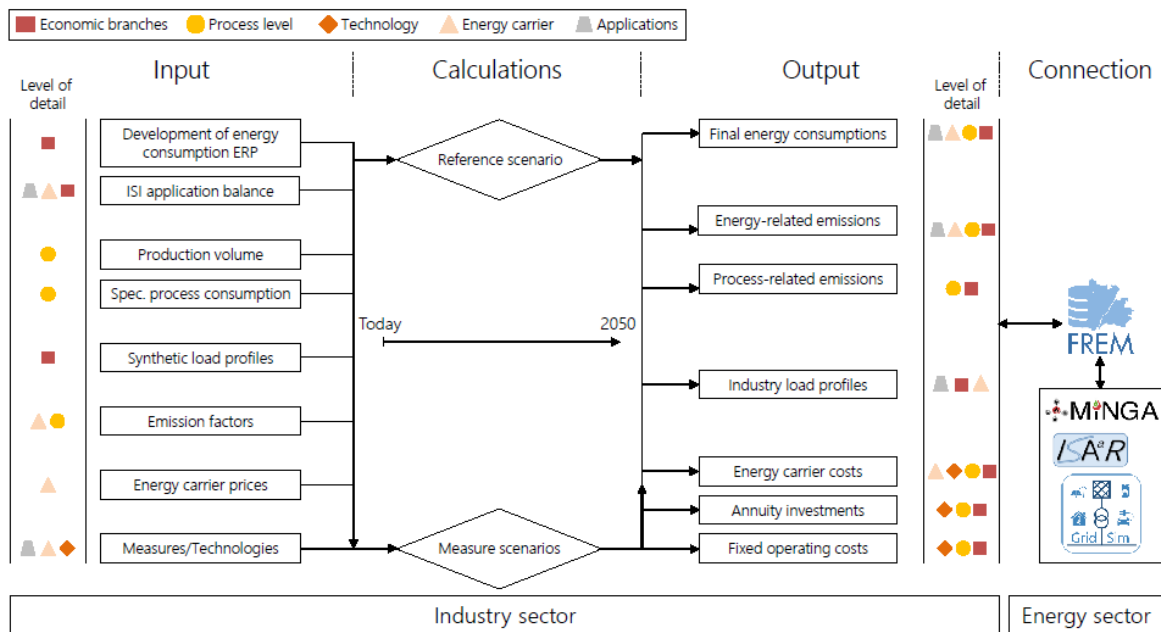 Economic branches
Process level
Technology
Energy carrier
Applications
Input
Calculations
Output
Connection
Level of
detail
Level of
detail
Development of energy
consumption ERP
Reference scenario
Final energy consumptions
ISI application balance
Energy-related emissions
Production volume
Process-related emissions
Spec. process consumption
Today
2050
FREM
Synthetic load profiles
Industry load profiles
MiNGA
Emission factors
ISAaR
Energy carrier prices
Energy carrier costs
Annuity investments
Measures/Technologies
Measure scenarios
Fixed operating costs
Grid Sim
Industry sector
Energy sector